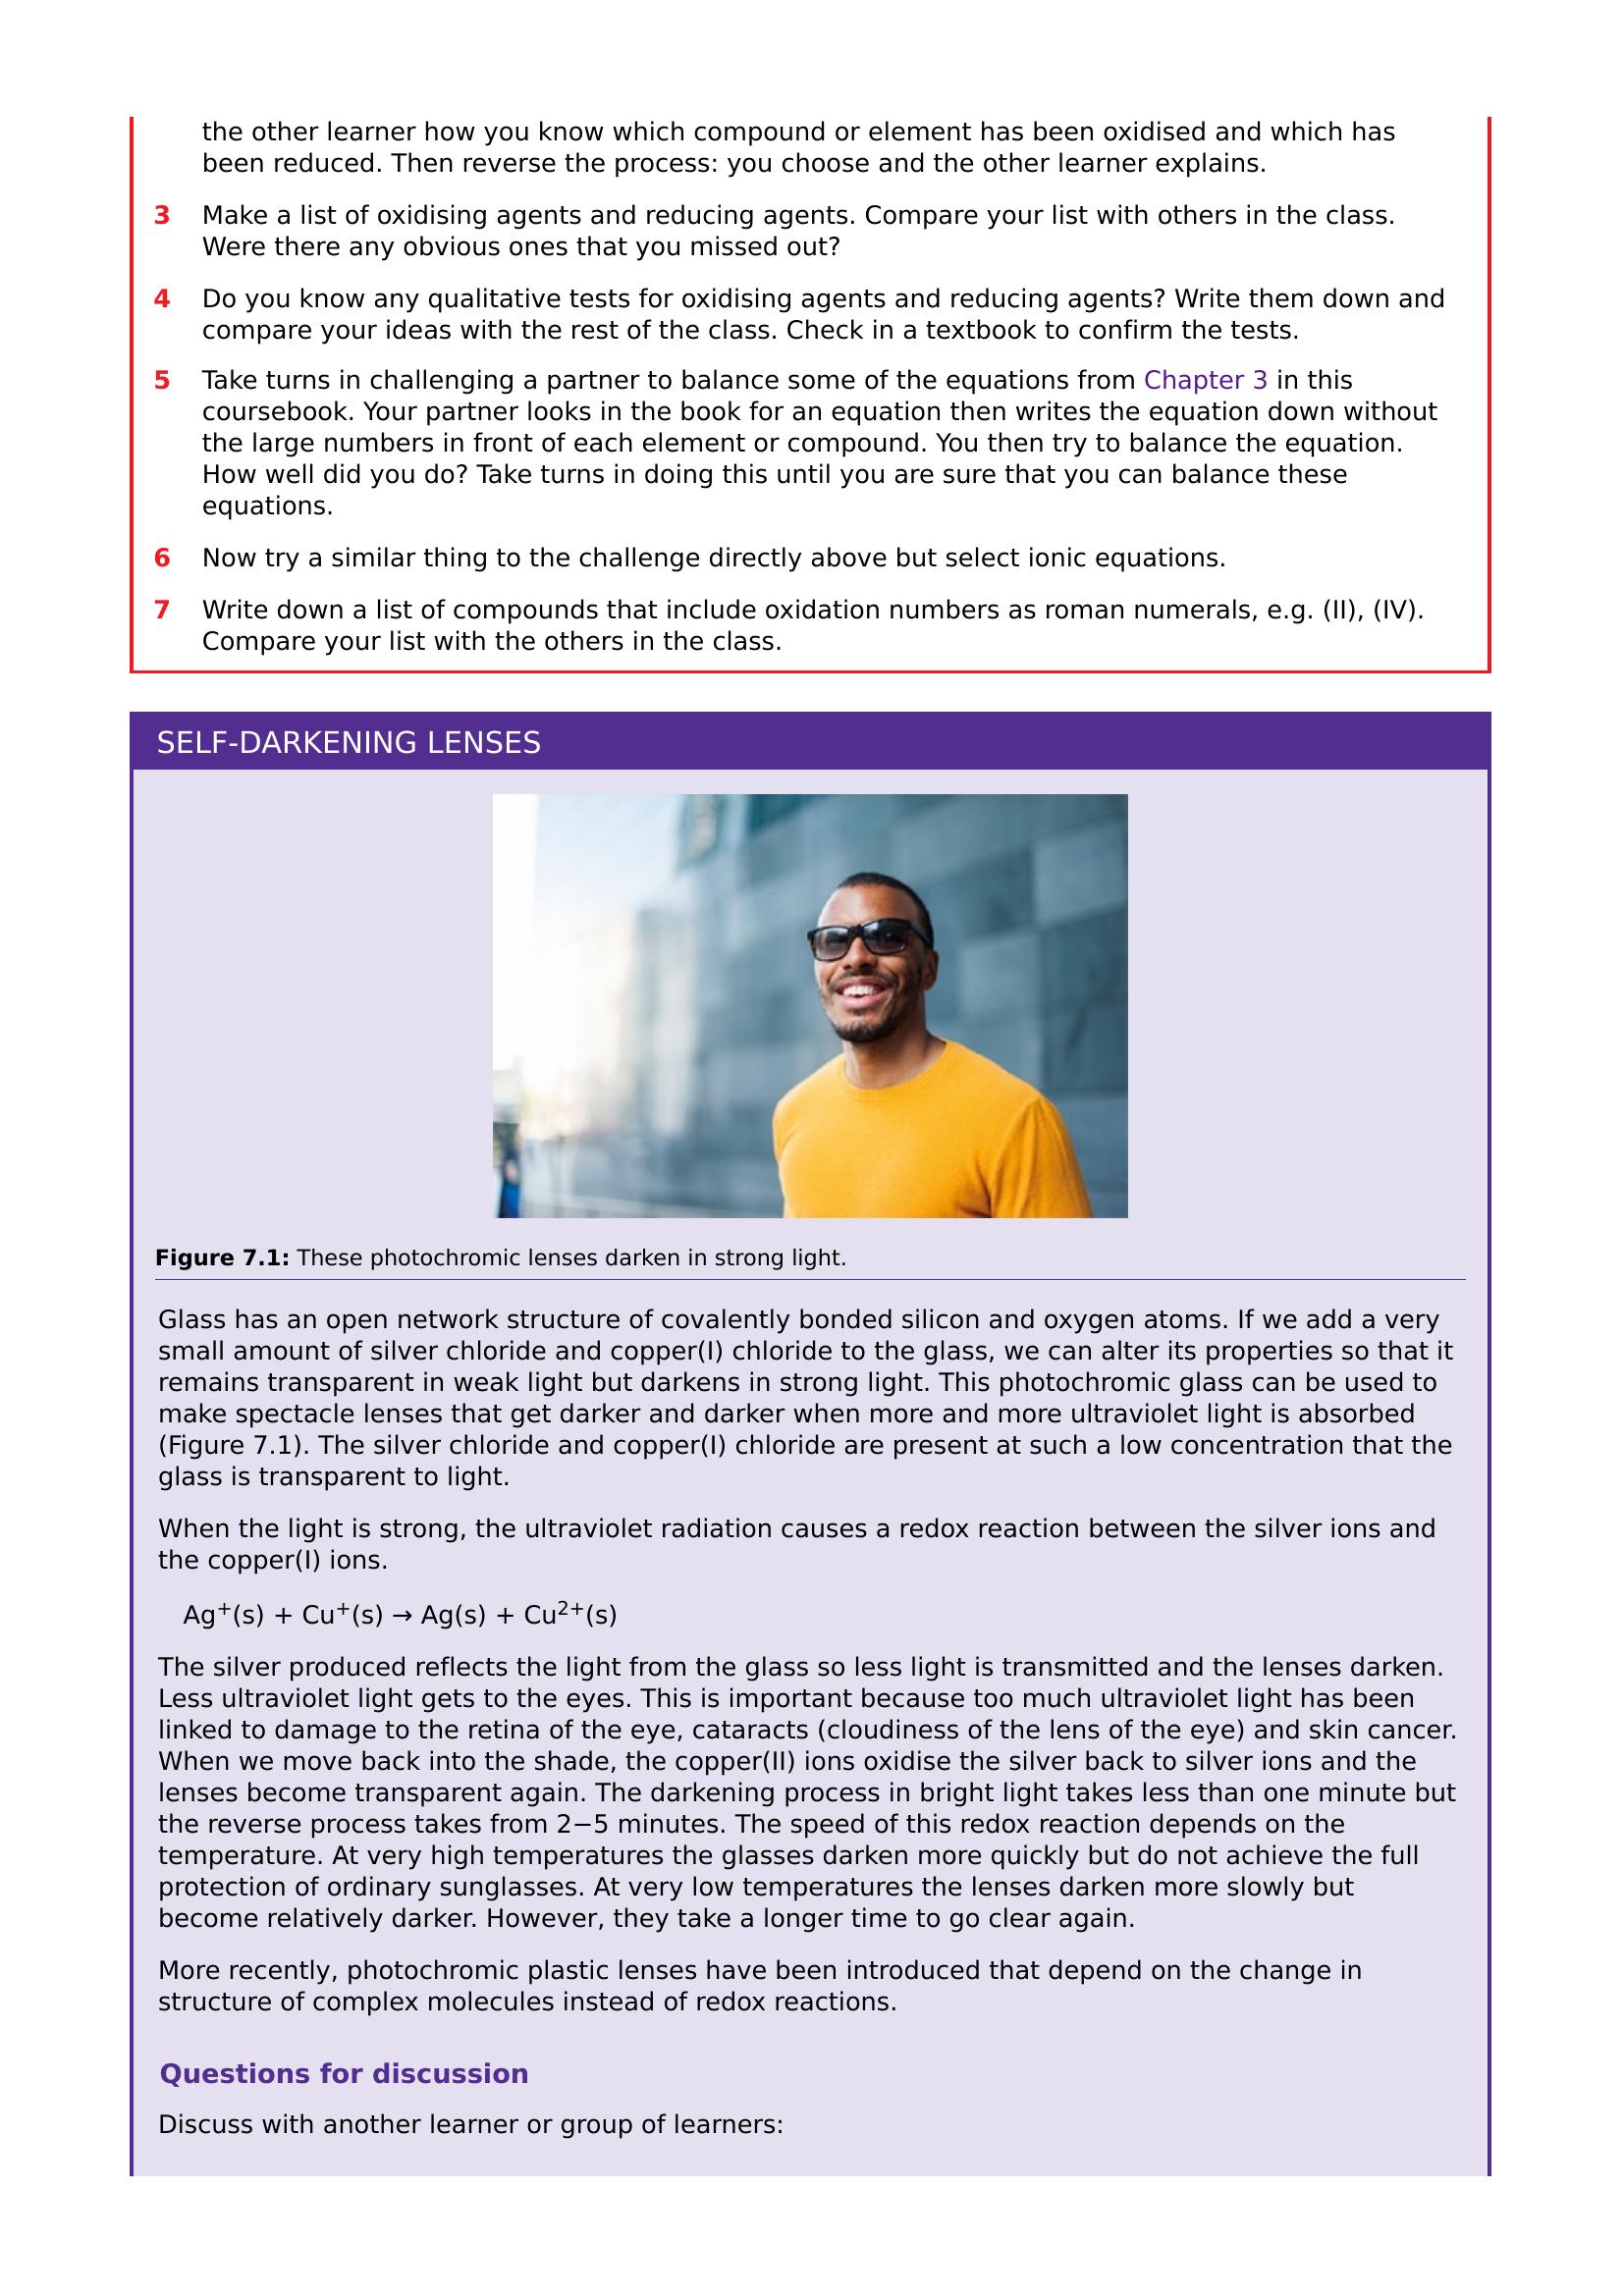 the other learner how you know which compound or element has been oxidised and which has
been reduced. Then reverse the process: you choose and the other learner explains.
3 Make a list of oxidising agents and reducing agents. Compare your list with others in the class.
Were there any obvious ones that you missed out?
4 Do you know any qualitative tests for oxidising agents and reducing agents? Write them down and
compare your ideas with the rest of the class. Check in a textbook to confirm the tests.
5 Take turns in challenging a partner to balance some of the equations from Chapter 3 in this
coursebook. Your partner looks in the book for an equation then writes the equation down without
the large numbers in front of each element or compound. You then try to balance the equation.
How well did you do? Take turns in doing this until you are sure that you can balance these
equations.
6 Now try a similar thing to the challenge directly above but select ionic equations.
7 Write down a list of compounds that include oxidation numbers as roman numerals, e.g. (II), (IV).
Compare your list with the others in the class.
SELF-DARKENING LENSES
Figure 7.1: These photochromic lenses darken in strong light.
Glass has an open network structure of covalently bonded silicon and oxygen atoms. If we add a very
small amount of silver chloride and copper(I) chloride to the glass, we can alter its properties so that it
remains transparent in weak light but darkens in strong light. This photochromic glass can be used to
make spectacle lenses that get darker and darker when more and more ultraviolet light is absorbed
(Figure 7.1). The silver chloride and copper(I) chloride are present at such a low concentration that the
glass is transparent to light.
When the light is strong, the ultraviolet radiation causes a redox reaction between the silver ions and
the copper(I) ions.
Ag⁺(s) + Cu⁺(s) → Ag(s) + Cu²⁺(s)
The silver produced reflects the light from the glass so less light is transmitted and the lenses darken.
Less ultraviolet light gets to the eyes. This is important because too much ultraviolet light has been
linked to damage to the retina of the eye, cataracts (cloudiness of the lens of the eye) and skin cancer.
When we move back into the shade, the copper(II) ions oxidise the silver back to silver ions and the
lenses become transparent again. The darkening process in bright light takes less than one minute but
the reverse process takes from 2−5 minutes. The speed of this redox reaction depends on the
temperature. At very high temperatures the glasses darken more quickly but do not achieve the full
protection of ordinary sunglasses. At very low temperatures the lenses darken more slowly but
become relatively darker. However, they take a longer time to go clear again.
More recently, photochromic plastic lenses have been introduced that depend on the change in
structure of complex molecules instead of redox reactions.
Questions for discussion
Discuss with another learner or group of learners: